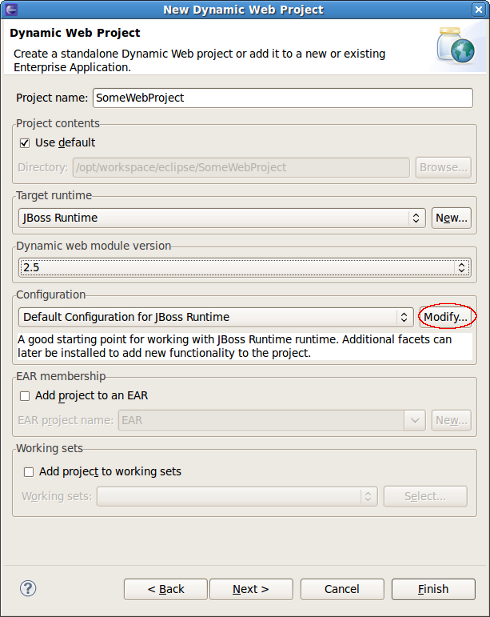 New Dynamic Web Project
Dynamic Web Project
Create a standalone Dynamic Web project or add it to a new or existing
Enterprise Application.
Project name: SomeWebProject
Project contents
Use default
Directory: /opt/workspace/eclipse/SomeWebProject Browse...
Target runtime
JBoss Runtime New...
Dynamic web module version
2.5
Configuration
Default Configuration for JBoss Runtime Modify...
A good starting point for working with JBoss Runtime runtime. Additional facets can
later be installed to add new functionality to the project.
EAR membership
Add project to an EAR
EAR project name: EAR New...
Working sets
Add project to working sets
Working sets: Select...
? < Back Next > Cancel Finish